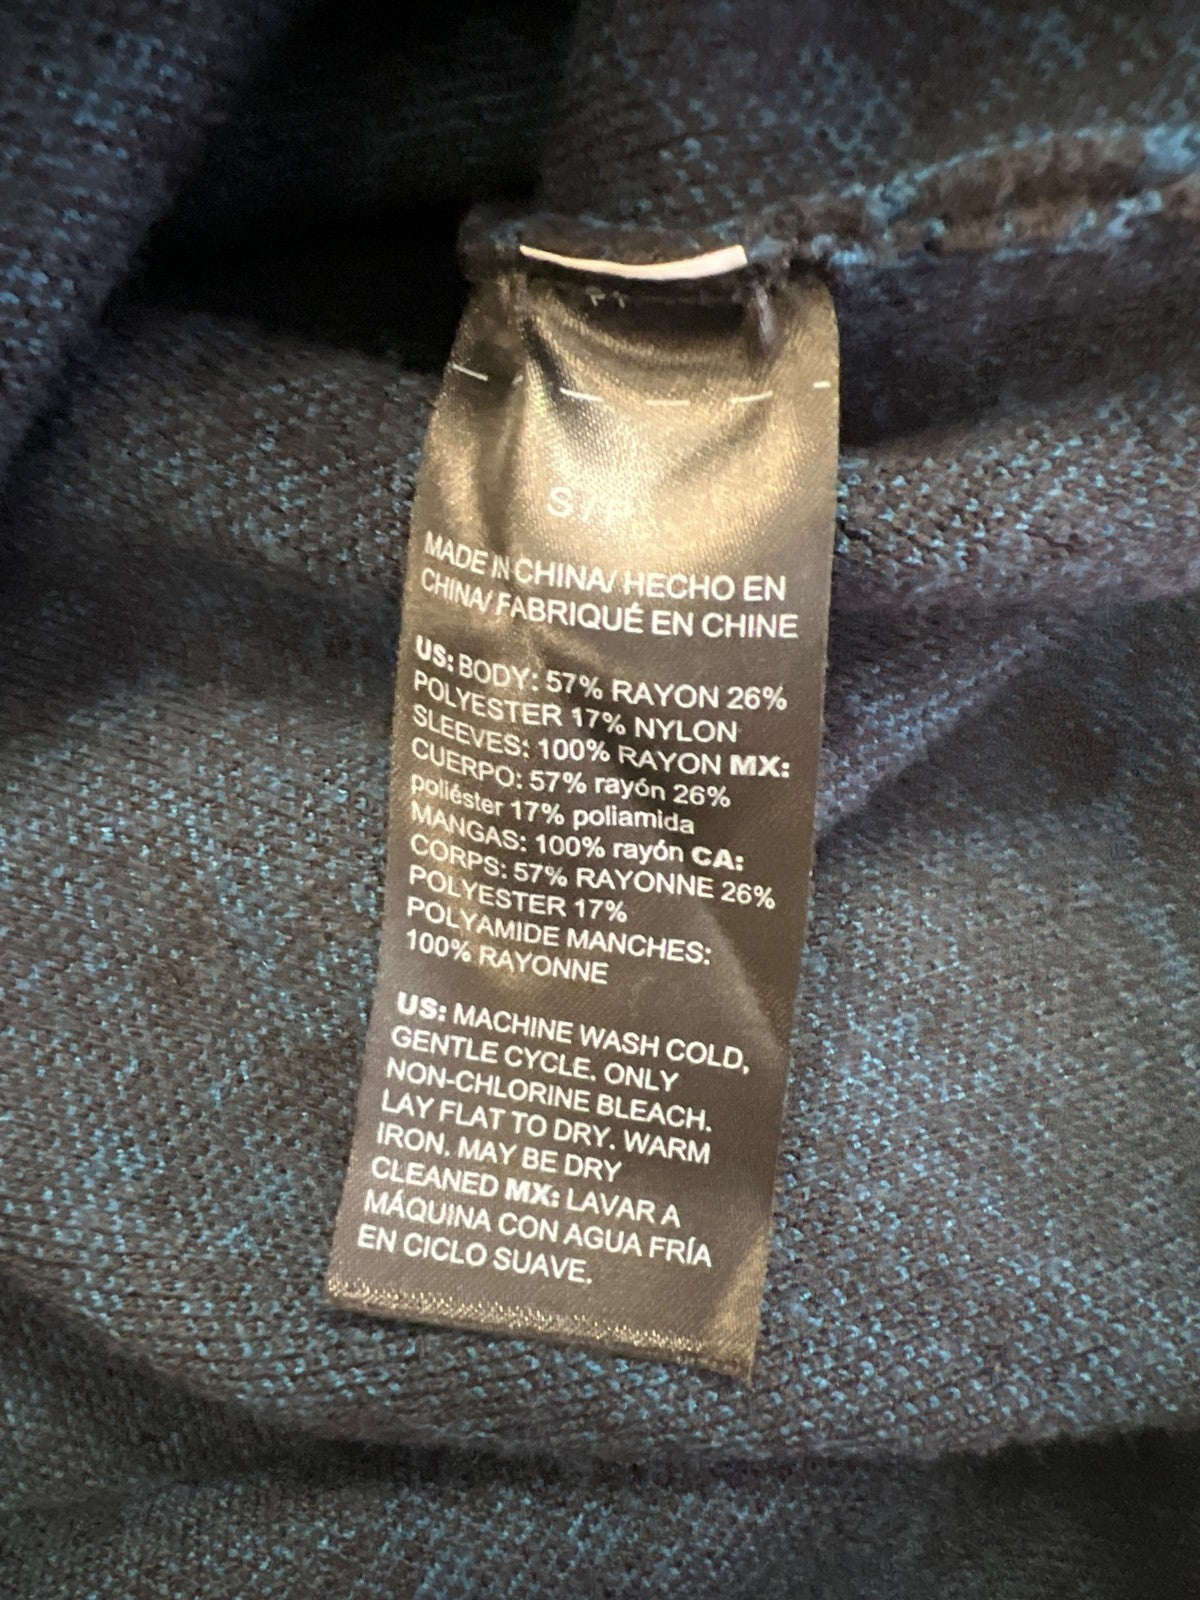 S / P
MADE IN CHINA/ HECHO EN
CHINA/ FABRIQUÉ EN CHINE
US: BODY: 57% RAYON 26%
POLYESTER 17% NYLON
SLEEVES: 100% RAYON MX:
CUERPO: 57% rayón 26%
poliéster 17% poliamida
MANGAS: 100% rayón CA:
CORPS: 57% RAYONNE 26%
POLYESTER 17%
POLYAMIDE MANCHES:
100% RAYONNE
US: MACHINE WASH COLD,
GENTLE CYCLE. ONLY
NON-CHLORINE BLEACH.
LAY FLAT TO DRY. WARM
IRON. MAY BE DRY
CLEANED MX: LAVAR A
MÁQUINA CON AGUA FRÍA
EN CICLO SUAVE.